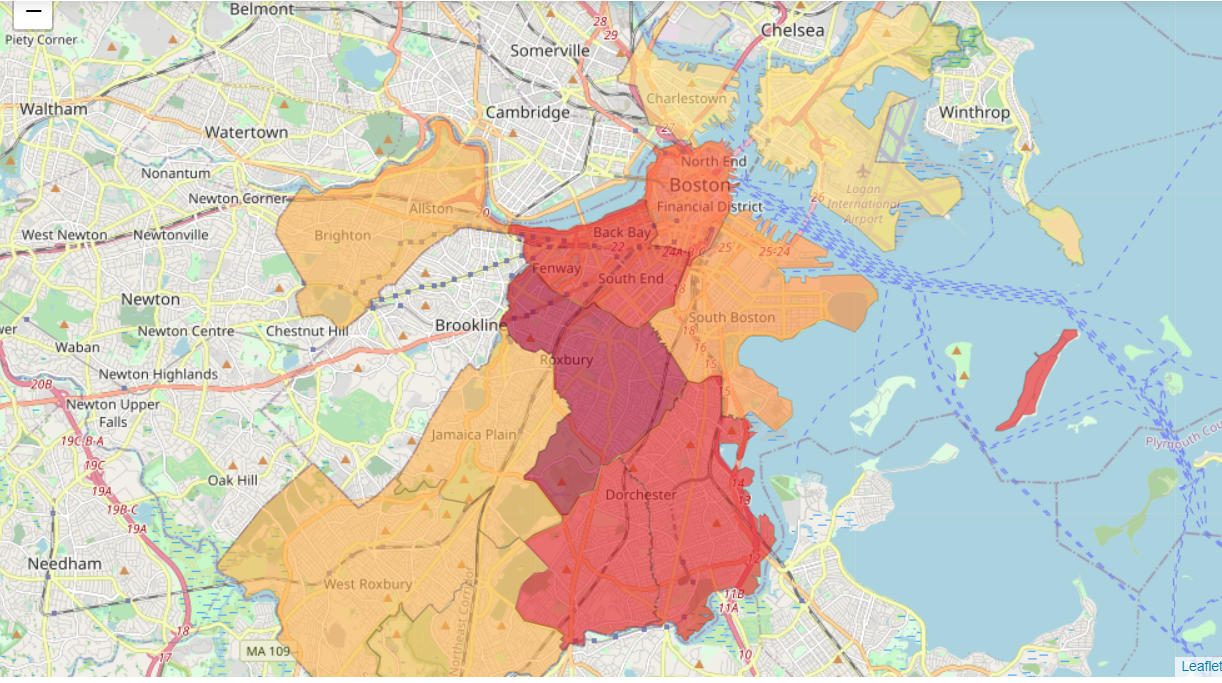 −
Belmont
Piety Corner
28
29
Somerville
Chelsea
Waltham
Charlestown
Cambridge
Winthrop
Watertown
North End
Nonantum
Boston
Newton Corner
Logan
International
Airport
26
Allston
20
Financial District
West Newton
Newtonville
Brighton
Back Bay
22
24A-B-C
25
25-24
Fenway
South End
18
Newton
Newton Centre
Chestnut Hill
Brookline
South Boston
18
Waban
16
Roxbury
15
Newton Highlands
20B
15
Newton Upper
Falls
19C-B-A
Jamaica Plain
Plymouth Cou
19C
Oak Hill
14
19A
Dorchester
13
19B-C
19A
Needham
12
West Roxbury
Northeast Corridor
11B
11A
18
MA 109
17
10
Leaflet